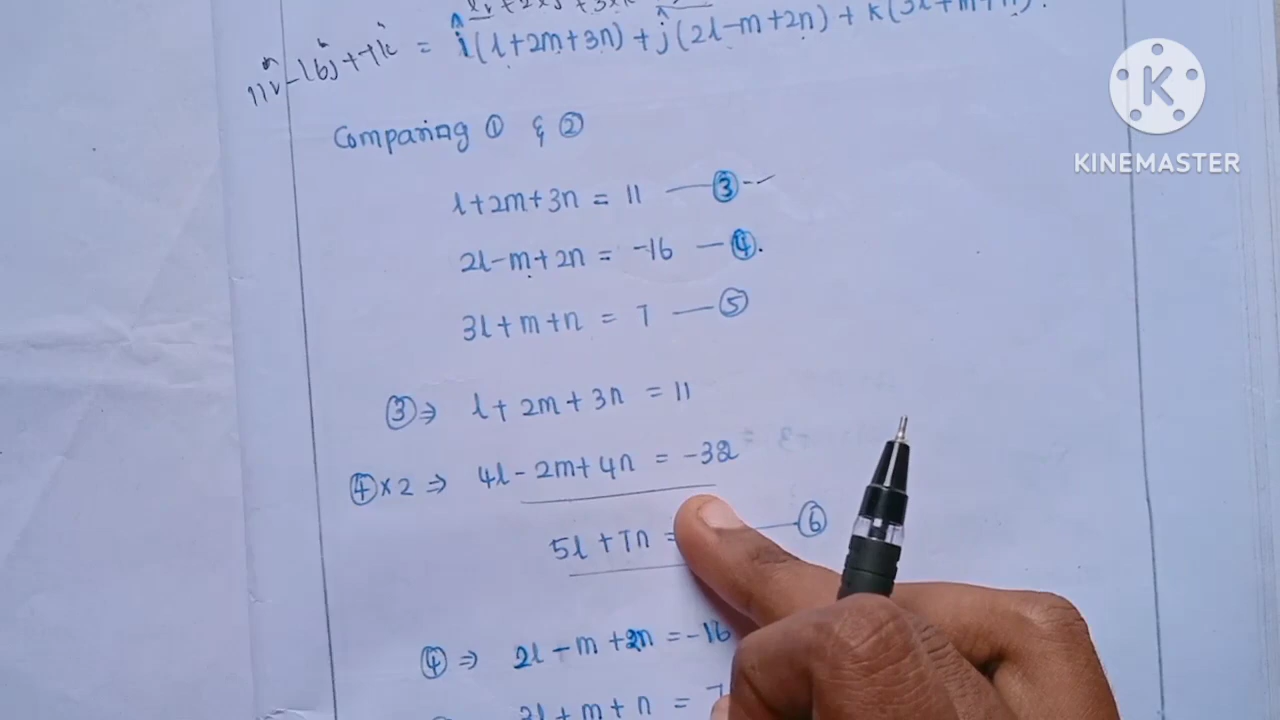 11î - 16ĵ + 7k̂ = î(l+2m+3n) + ĵ(2l-m+2n) + k(3l+m+n).
Comparing ① & ②
l+2m+3n = 11 — ③
2l-m+2n = -16 — ④.
3l+m+n = 7 — ⑤
③ ⇒ l+2m+3n = 11
④×2 ⇒ 4l-2m+4n = -32
5l+7n = — ⑥
④ ⇒ 2l-m+2n = -16
3l+m+n = 7
K
KINEMASTER